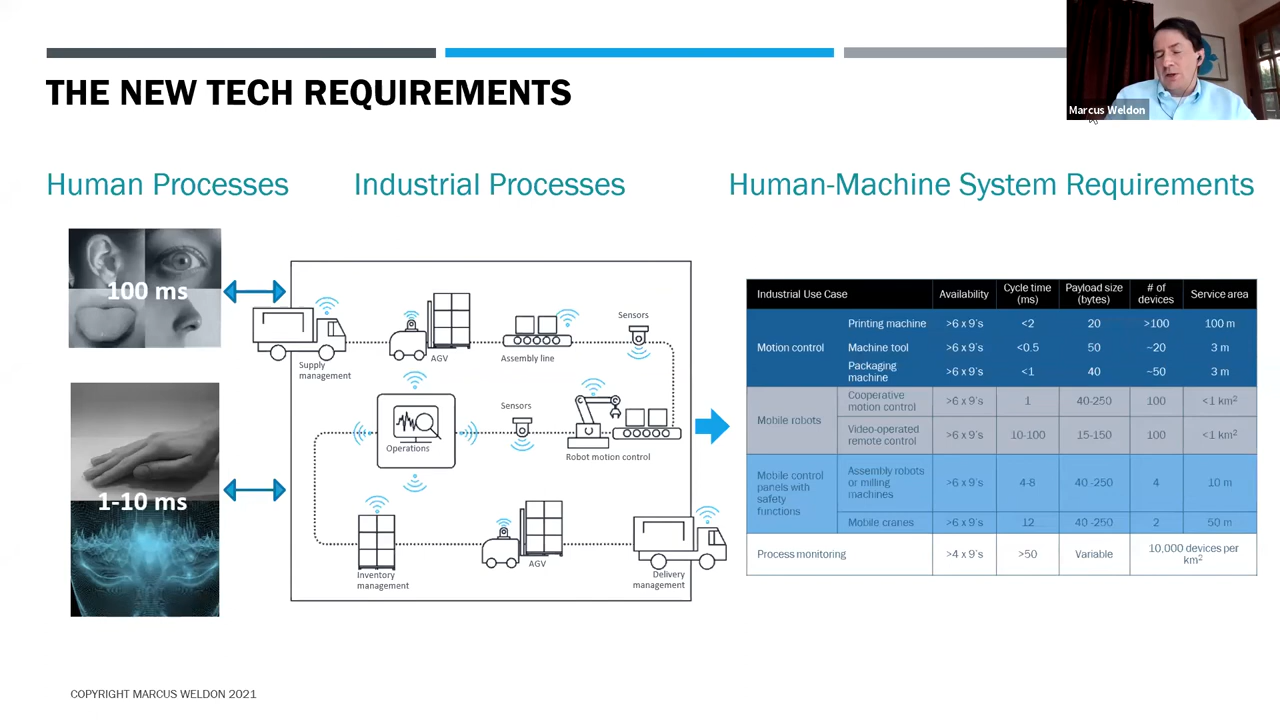 THE NEW TECH REQUIREMENTS
Marcus Weldon
Human Processes
Industrial Processes
Human-Machine System Requirements
100 ms
1-10 ms
Supply
management
AGV
Assembly line
Sensors
Operations
Sensors
Robot motion control
Inventory
management
AGV
Delivery
management
Industrial Use Case Availability Cycle time (ms) Payload size (bytes) # of devices Service area
Motion control Printing machine >6 x 9's <2 20 >100 100 m
Machine tool >6 x 9's <0.5 50 ~20 3 m
Packaging machine >6 x 9's <1 40 ~50 3 m
Mobile robots Cooperative motion control >6 x 9's 1 40-250 100 <1 km²
Video-operated remote control >6 x 9's 10-100 15-150 100 <1 km²
Mobile control panels with safety functions Assembly robots or milling machines >6 x 9's 4-8 40-250 4 10 m
Mobile cranes >6 x 9's 12 40-250 2 50 m
Process monitoring >4 x 9's >50 Variable 10,000 devices per km²
COPYRIGHT MARCUS WELDON 2021